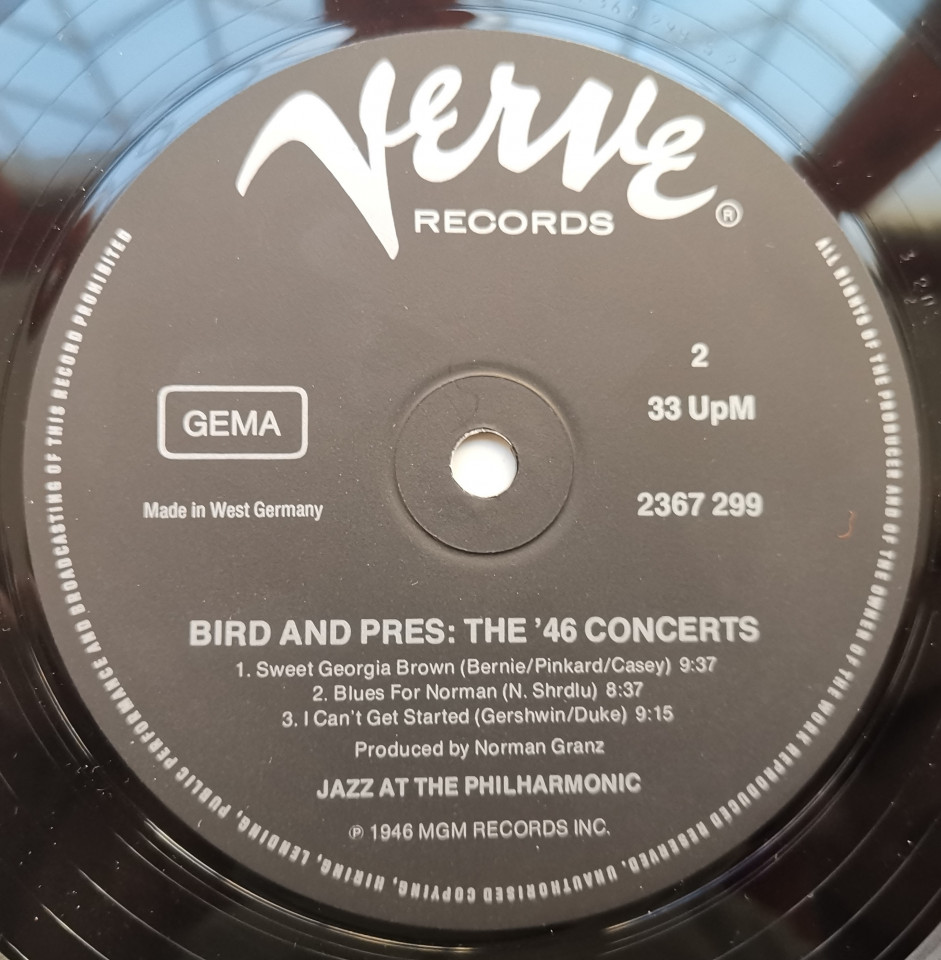 Verve
RECORDS ®
2
33 UpM
GEMA
Made in West Germany
2367 299
BIRD AND PRES: THE '46 CONCERTS
1. Sweet Georgia Brown (Bernie/Pinkard/Casey) 9:37
2. Blues For Norman (N. Shrdlu) 8:37
3. I Can't Get Started (Gershwin/Duke) 9:15
Produced by Norman Granz
JAZZ AT THE PHILHARMONIC
℗ 1946 MGM RECORDS INC.
ALL RIGHTS OF THE PRODUCER AND OF THE OWNER OF THE WORK REPRODUCED RESERVED. UNAUTHORISED COPYING, HIRING, LENDING, PUBLIC PERFORMANCE AND BROADCASTING OF THIS RECORD PROHIBITED